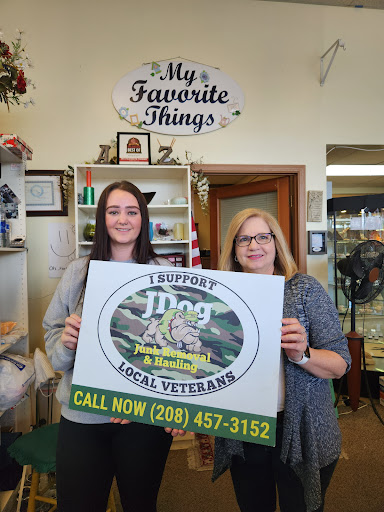 My
Favorite
Things
A Z
I SUPPORT
JDog
Junk Removal
& Hauling
LOCAL VETERANS
CALL NOW (208) 457-3152